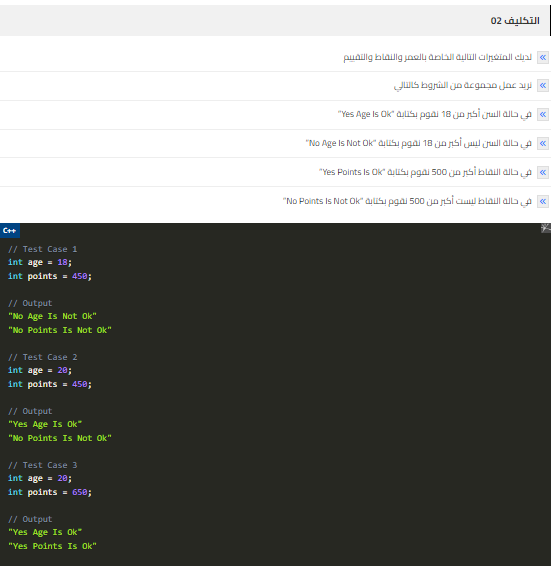 التكليف 02
لديك المتغيرات التالية الخاصة بالعمر والنقاط والتقييم
نريد عمل مجموعة من الشروط كالتالي
في حالة السن أكبر من 18 نقوم بكتابة "Yes Age Is Ok"
في حالة السن ليس أكبر من 18 نقوم بكتابة "No Age Is Not Ok"
في حالة النقاط أكبر من 500 نقوم بكتابة "Yes Points Is Ok"
في حالة النقاط ليست أكبر من 500 نقوم بكتابة "No Points Is Not Ok"
C++
// Test Case 1
int age = 18;
int points = 450;
// Output
"No Age Is Not Ok"
"No Points Is Not Ok"
// Test Case 2
int age = 20;
int points = 450;
// Output
"Yes Age Is Ok"
"No Points Is Not Ok"
// Test Case 3
int age = 20;
int points = 650;
// Output
"Yes Age Is Ok"
"Yes Points Is Ok"